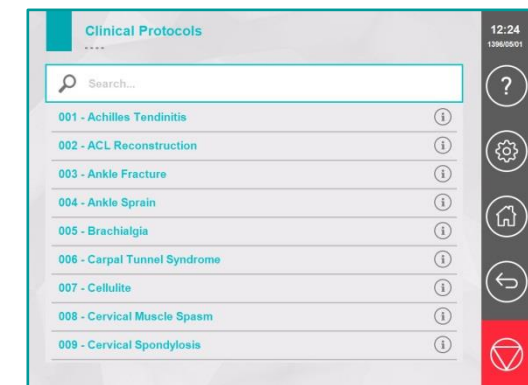 Clinical Protocols
12:24
1396/05/01
Search...
?
001 - Achilles Tendinitis
002 - ACL Reconstruction
003 - Ankle Fracture
004 - Ankle Sprain
005 - Brachialgia
006 - Carpal Tunnel Syndrome
007 - Cellulite
008 - Cervical Muscle Spasm
009 - Cervical Spondylosis